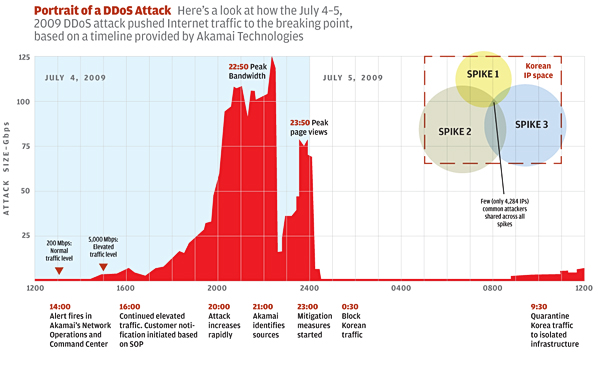 Portrait of a DDoS Attack Here's a look at how the July 4–5,
2009 DDoS attack pushed Internet traffic to the breaking point,
based on a timeline provided by Akamai Technologies
125
100
75
50
25
ATTACK SIZE–Gbps
JULY 4, 2009
JULY 5, 2009
22:50 Peak
Bandwidth
23:50 Peak
page views
200 Mbps:
Normal
traffic level
5,000 Mbps:
Elevated
traffic level
Korean
IP space
SPIKE 1
SPIKE 2
SPIKE 3
Few (only 4,284 IPs)
common attackers
shared across all
spikes
1200 1600 2000 2400 0400 0800 1200
14:00
Alert fires in
Akamai's Network
Operations and
Command Center
16:00
Continued elevated
traffic. Customer noti-
fication initiated based
on SOP
20:00
Attack
increases
rapidly
21:00
Akamai
identifies
sources
23:00
Mitigation
measures
started
0:30
Block
Korean
traffic
9:30
Quarantine
Korea traffic
to isolated
infrastructure